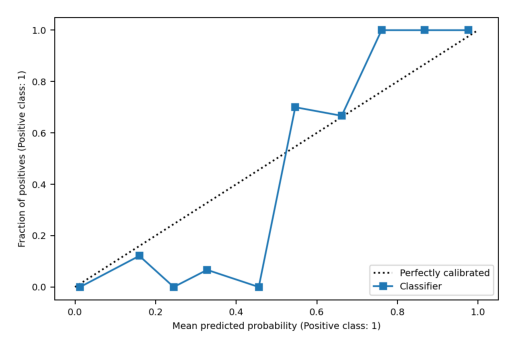 1.0
0.8
0.6
0.4
0.2
0.0
Fraction of positives (Positive class: 1)
Perfectly calibrated
Classifier
0.0 0.2 0.4 0.6 0.8 1.0
Mean predicted probability (Positive class: 1)